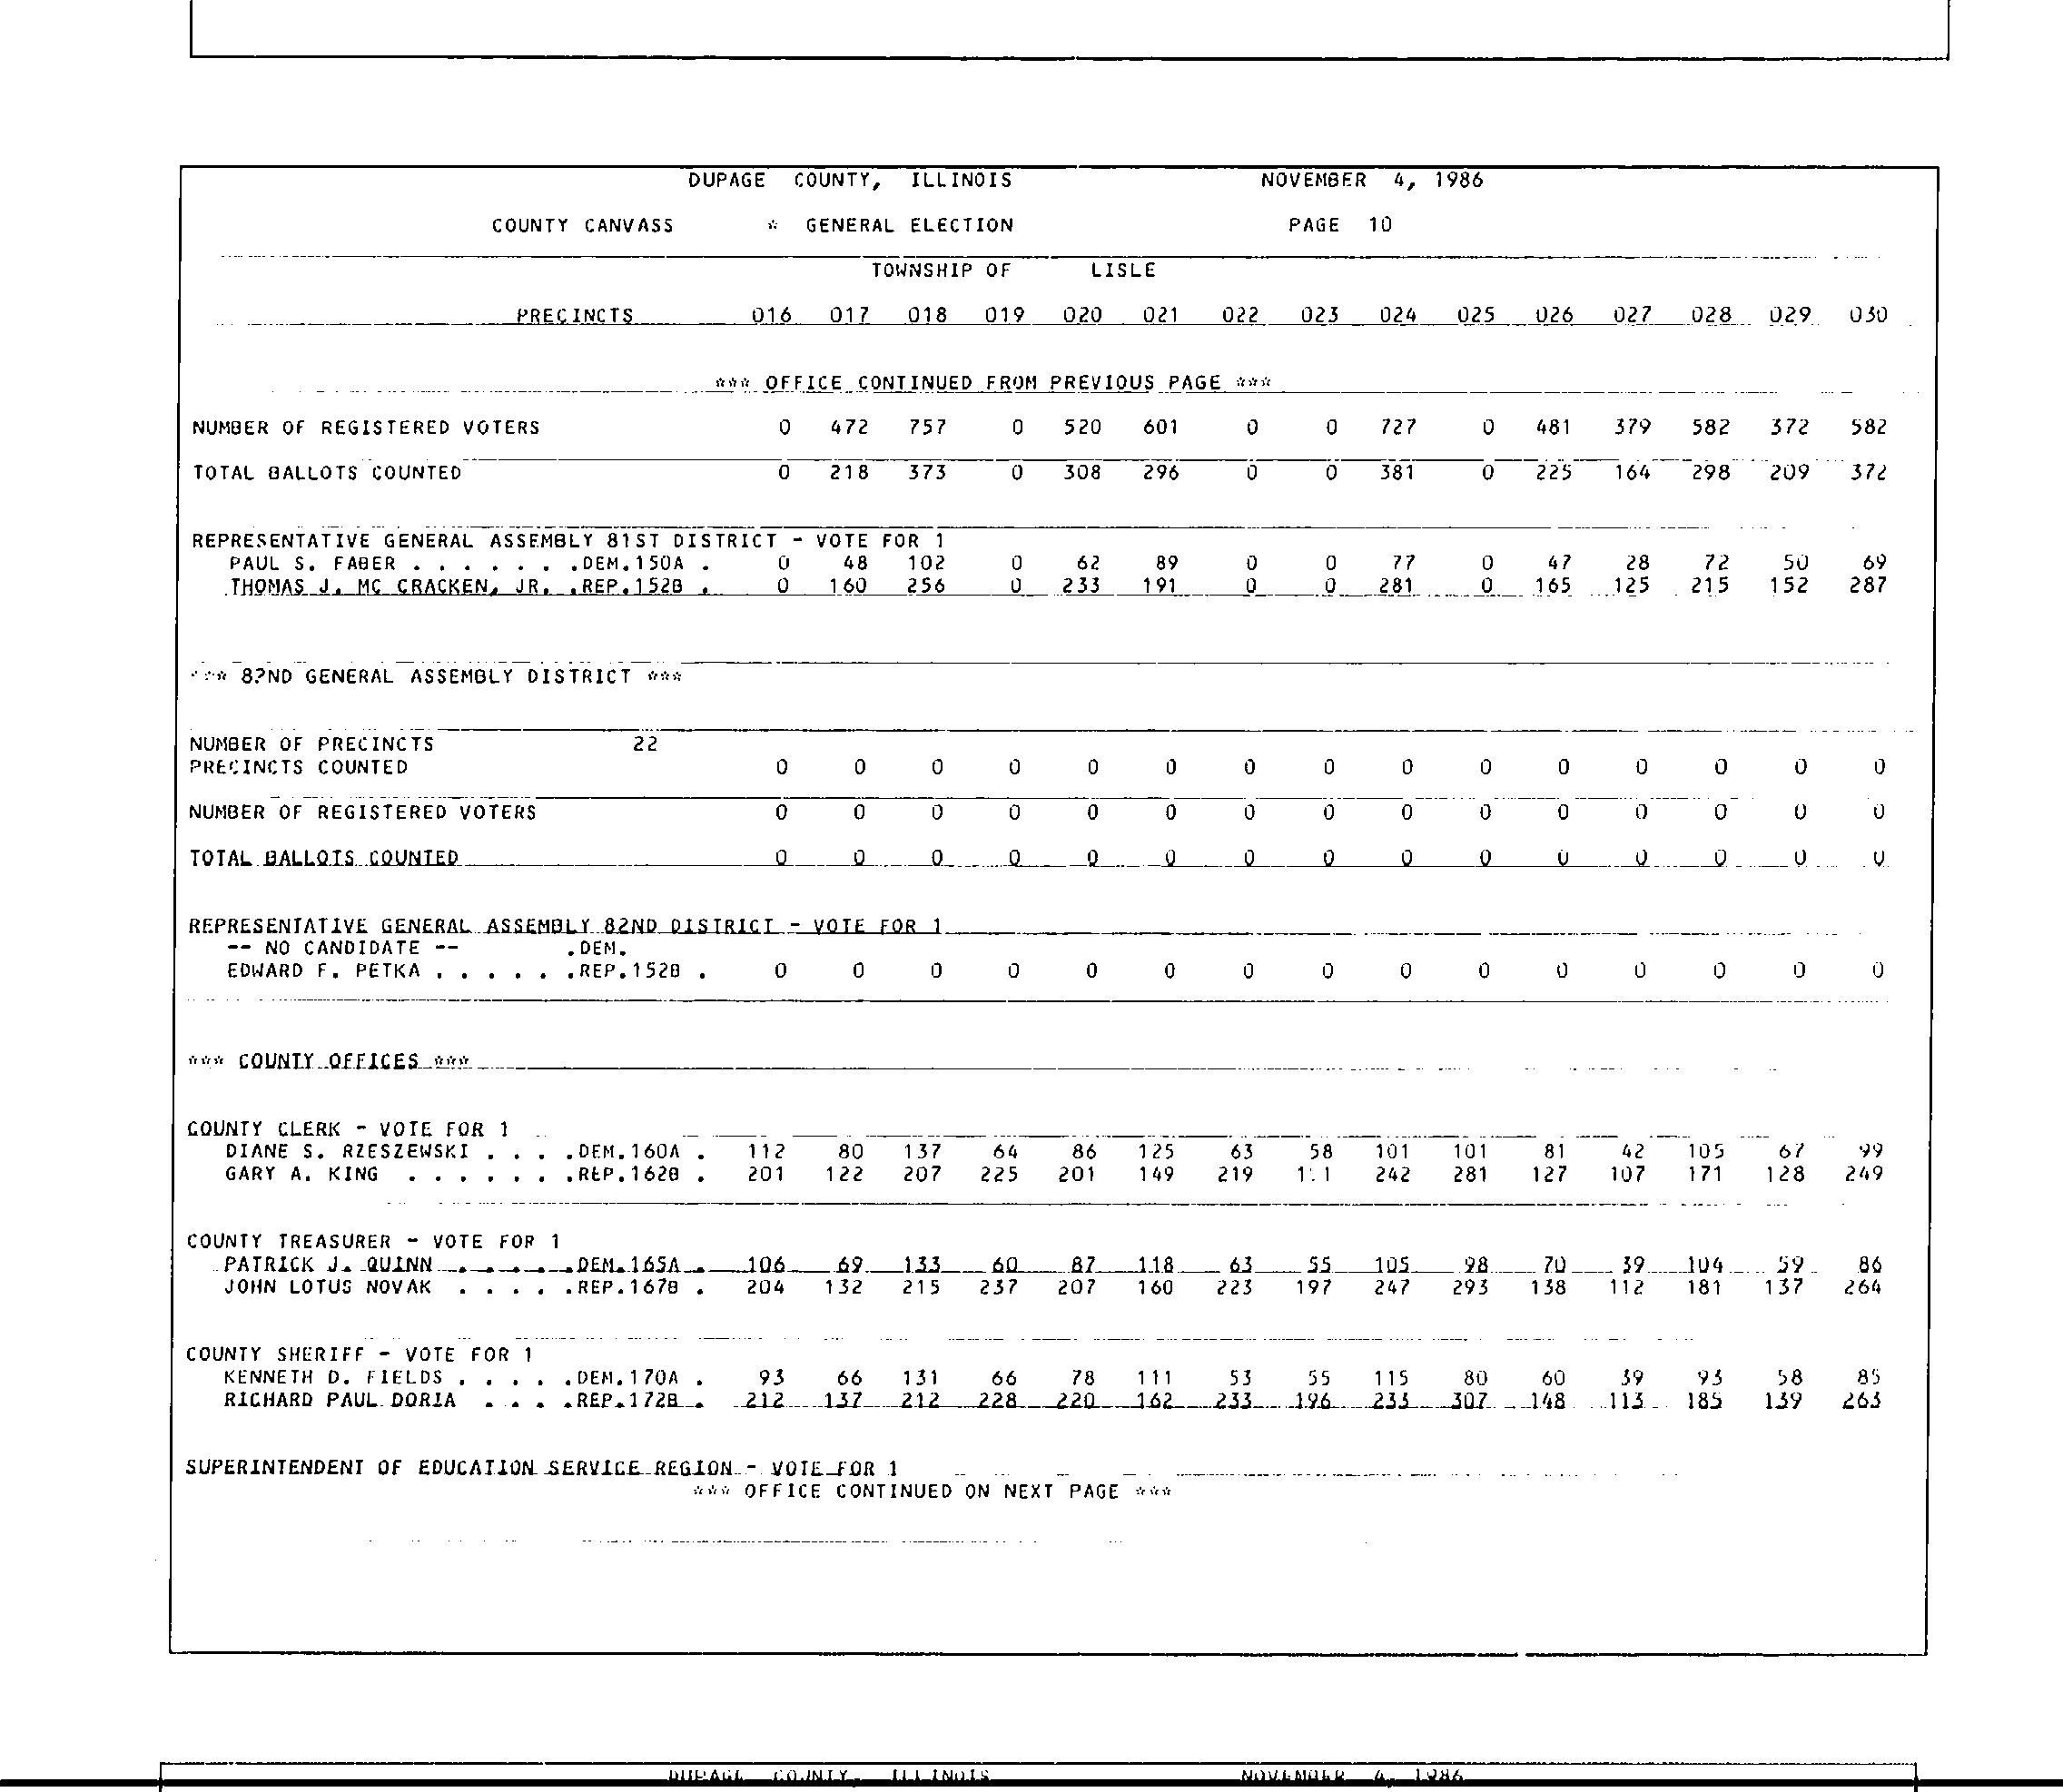 DUPAGE COUNTY, ILLINOIS NOVEMBER 4, 1986
COUNTY CANVASS * GENERAL ELECTION PAGE 10
TOWNSHIP OF LISLE
PRECINCTS 016 017 018 019 020 021 022 023 024 025 026 027 028 029 030
*** OFFICE CONTINUED FROM PREVIOUS PAGE ***
NUMBER OF REGISTERED VOTERS 0 472 757 0 520 601 0 0 727 0 481 379 582 372 582
TOTAL BALLOTS COUNTED 0 218 373 0 308 296 0 0 381 0 225 164 298 209 372
REPRESENTATIVE GENERAL ASSEMBLY 81ST DISTRICT - VOTE FOR 1
PAUL S. FABER . . . . . . .DEM.150A . 0 48 102 0 62 89 0 0 77 0 47 28 72 50 69
THOMAS J. MC CRACKEN, JR. .REP.152B . 0 160 256 0 233 191 0 0 281 0 165 125 215 152 287
*** 82ND GENERAL ASSEMBLY DISTRICT ***
NUMBER OF PRECINCTS 22
PRECINCTS COUNTED 0 0 0 0 0 0 0 0 0 0 0 0 0 0 0
NUMBER OF REGISTERED VOTERS 0 0 0 0 0 0 0 0 0 0 0 0 0 0 0
TOTAL BALLOTS COUNTED 0 0 0 0 0 0 0 0 0 0 0 0 0 0 0
REPRESENTATIVE GENERAL ASSEMBLY 82ND DISTRICT - VOTE FOR 1
-- NO CANDIDATE -- .DEM.
EDWARD F. PETKA . . . . . .REP.152B . 0 0 0 0 0 0 0 0 0 0 0 0 0 0 0
*** COUNTY OFFICES ***
COUNTY CLERK - VOTE FOR 1
DIANE S. RZESZEWSKI . . . .DEM.160A . 112 80 137 64 86 125 63 58 101 101 81 42 105 67 99
GARY A. KING . . . . . . .REP.162B . 201 122 207 225 201 149 219 242 281 127 107 171 128 249
COUNTY TREASURER - VOTE FOR 1
PATRICK J. QUINN . . . . .DEM.165A . 106 69 133 60 87 118 63 55 105 98 70 39 104 59 86
JOHN LOTUS NOVAK . . . . .REP.167B . 204 132 215 237 207 160 223 197 247 293 138 112 181 137 264
COUNTY SHERIFF - VOTE FOR 1
KENNETH D. FIELDS . . . . .DEM.170A . 93 66 131 66 78 111 53 55 115 80 60 39 93 58 85
RICHARD PAUL DORIA . . . .REP.172B . 212 137 212 228 220 162 233 196 233 307 148 113 185 139 263
SUPERINTENDENT OF EDUCATION SERVICE REGION - VOTE FOR 1
*** OFFICE CONTINUED ON NEXT PAGE ***
DUPAGE COUNTY, ILLINOIS NOVEMBER 4, 1986